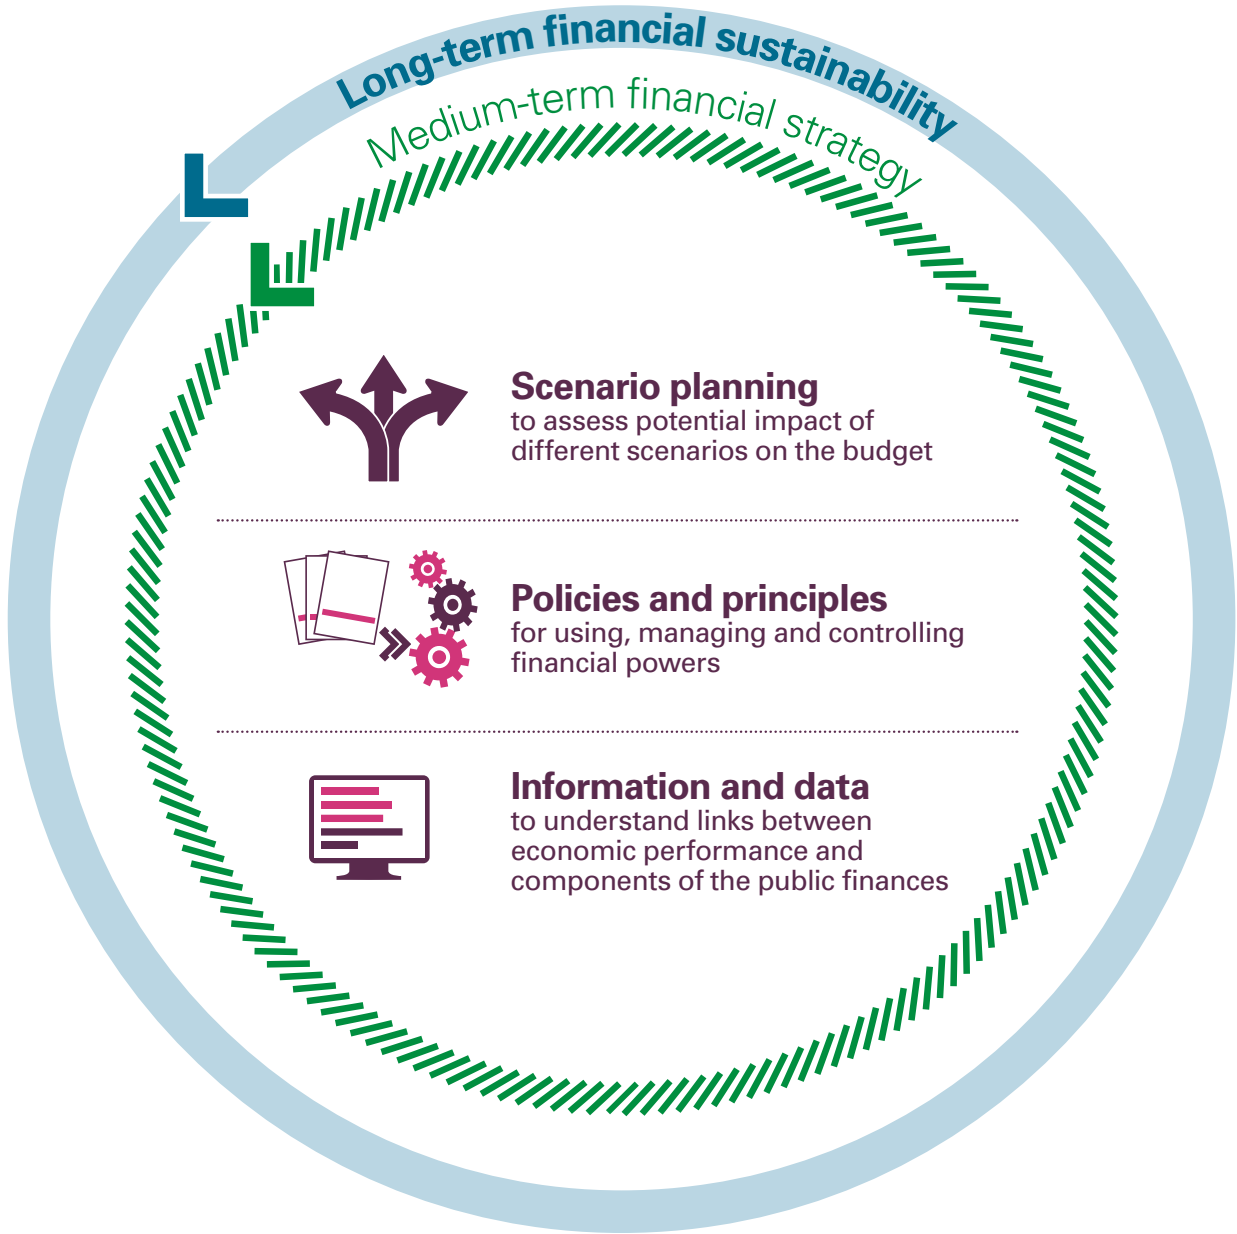 Long-term financial sustainability
Medium-term financial strategy
Scenario planning
to assess potential impact of
different scenarios on the budget
Policies and principles
for using, managing and controlling
financial powers
Information and data
to understand links between
economic performance and
components of the public finances